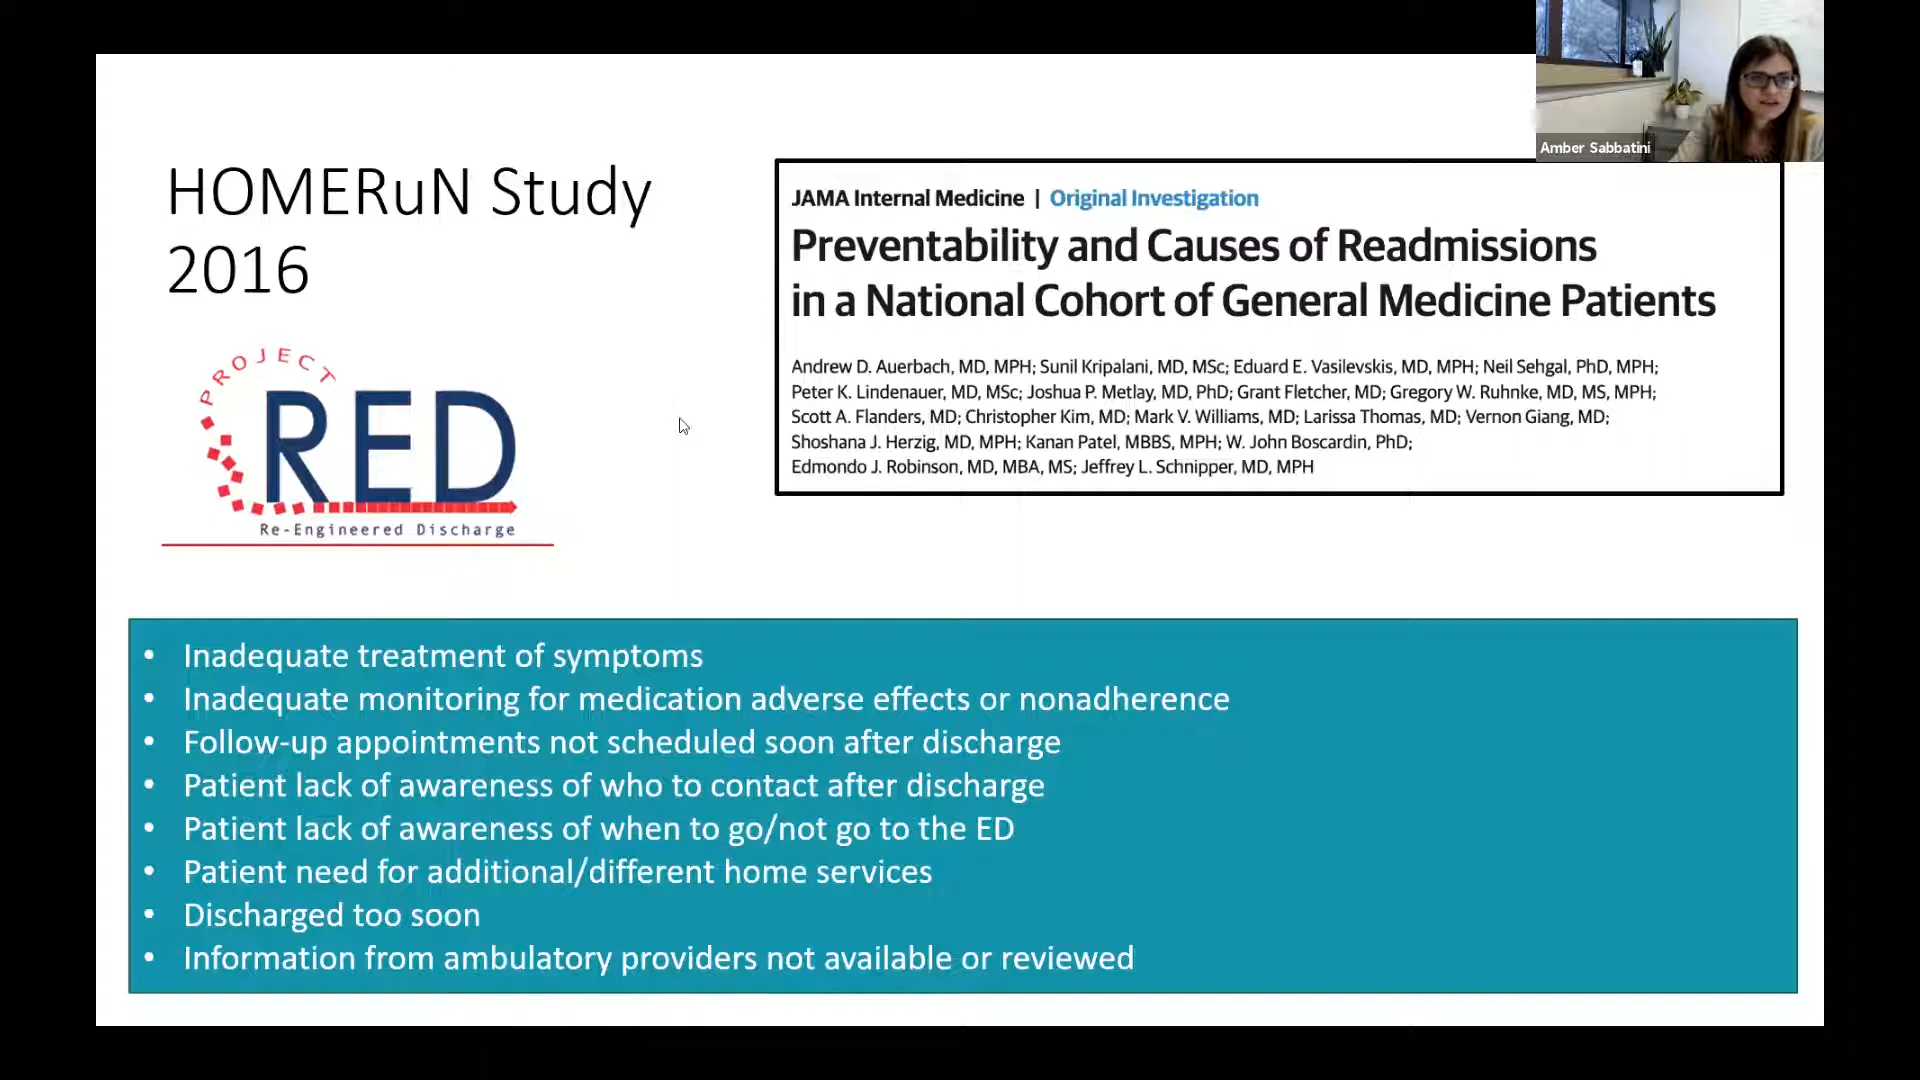 Amber Sabbatini
HOMERuN Study
2016
PROJECT
RED
Re-Engineered Discharge
JAMA Internal Medicine | Original Investigation
Preventability and Causes of Readmissions
in a National Cohort of General Medicine Patients
Andrew D. Auerbach, MD, MPH; Sunil Kripalani, MD, MSc; Eduard E. Vasilevskis, MD, MPH; Neil Sehgal, PhD, MPH;
Peter K. Lindenauer, MD, MSc; Joshua P. Metlay, MD, PhD; Grant Fletcher, MD; Gregory W. Ruhnke, MD, MS, MPH;
Scott A. Flanders, MD; Christopher Kim, MD; Mark V. Williams, MD; Larissa Thomas, MD; Vernon Giang, MD;
Shoshana J. Herzig, MD, MPH; Kanan Patel, MBBS, MPH; W. John Boscardin, PhD;
Edmondo J. Robinson, MD, MBA, MS; Jeffrey L. Schnipper, MD, MPH
• Inadequate treatment of symptoms
• Inadequate monitoring for medication adverse effects or nonadherence
• Follow-up appointments not scheduled soon after discharge
• Patient lack of awareness of who to contact after discharge
• Patient lack of awareness of when to go/not go to the ED
• Patient need for additional/different home services
• Discharged too soon
• Information from ambulatory providers not available or reviewed